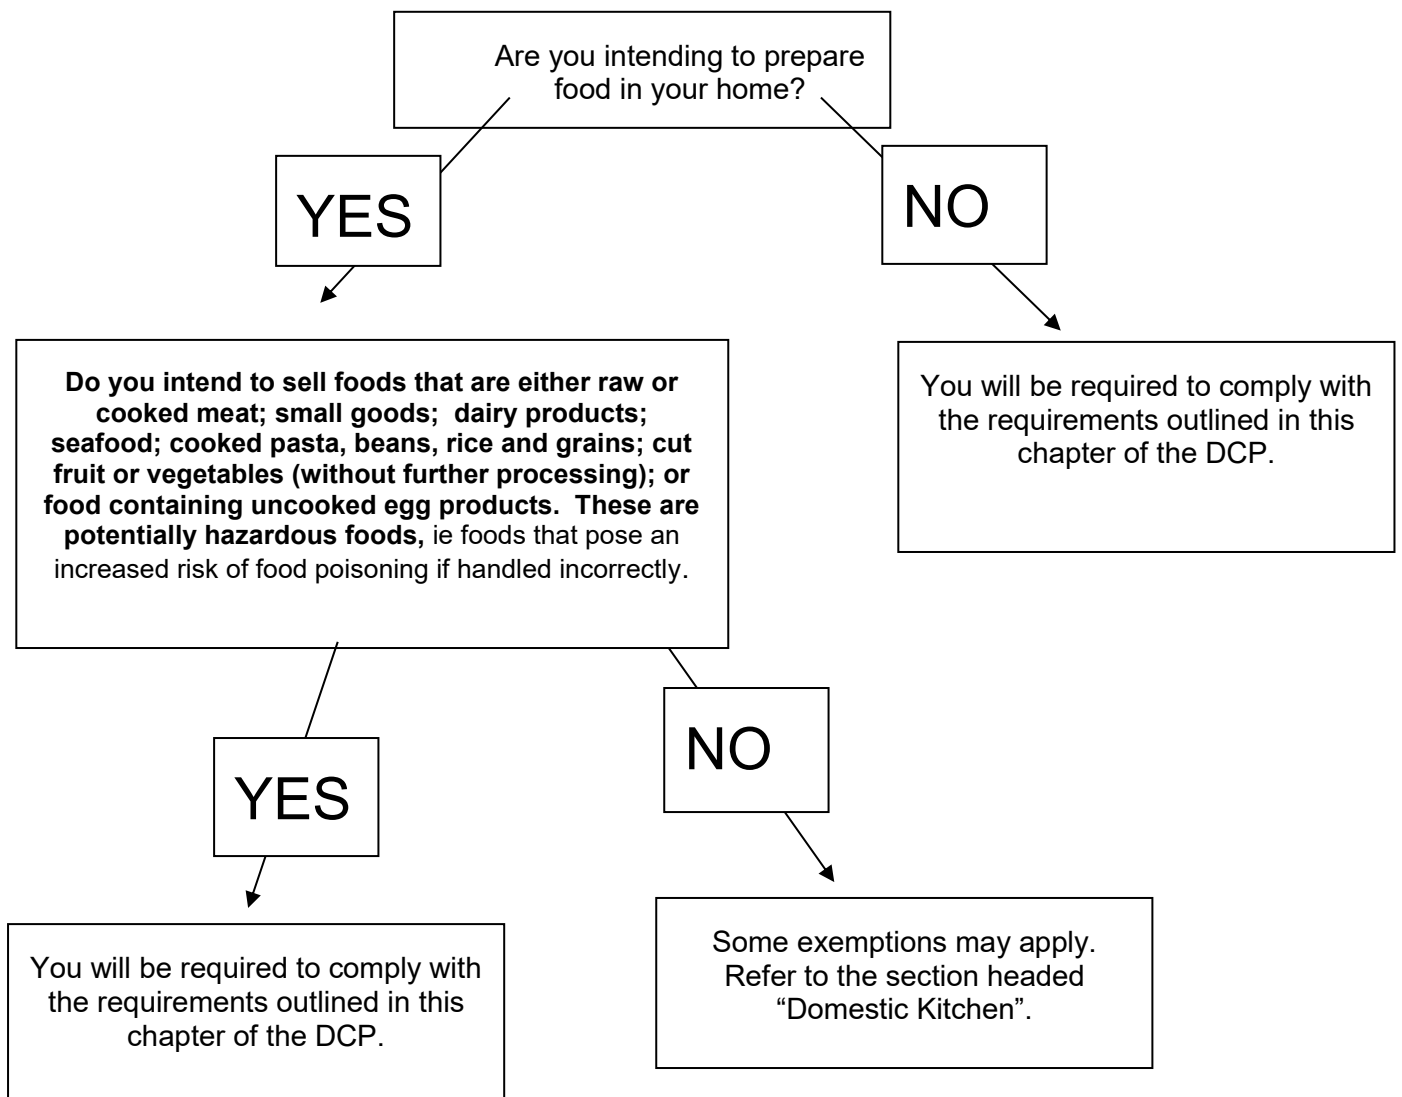 Are you intending to prepare
food in your home?
YES
NO
Do you intend to sell foods that are either raw or
cooked meat; small goods;  dairy products;
seafood; cooked pasta, beans, rice and grains; cut
fruit or vegetables (without further processing); or
food containing uncooked egg products.  These are
potentially hazardous foods, ie foods that pose an
increased risk of food poisoning if handled incorrectly.
You will be required to comply with
the requirements outlined in this
chapter of the DCP.
YES
NO
You will be required to comply with
the requirements outlined in this
chapter of the DCP.
Some exemptions may apply.
Refer to the section headed
“Domestic Kitchen”.